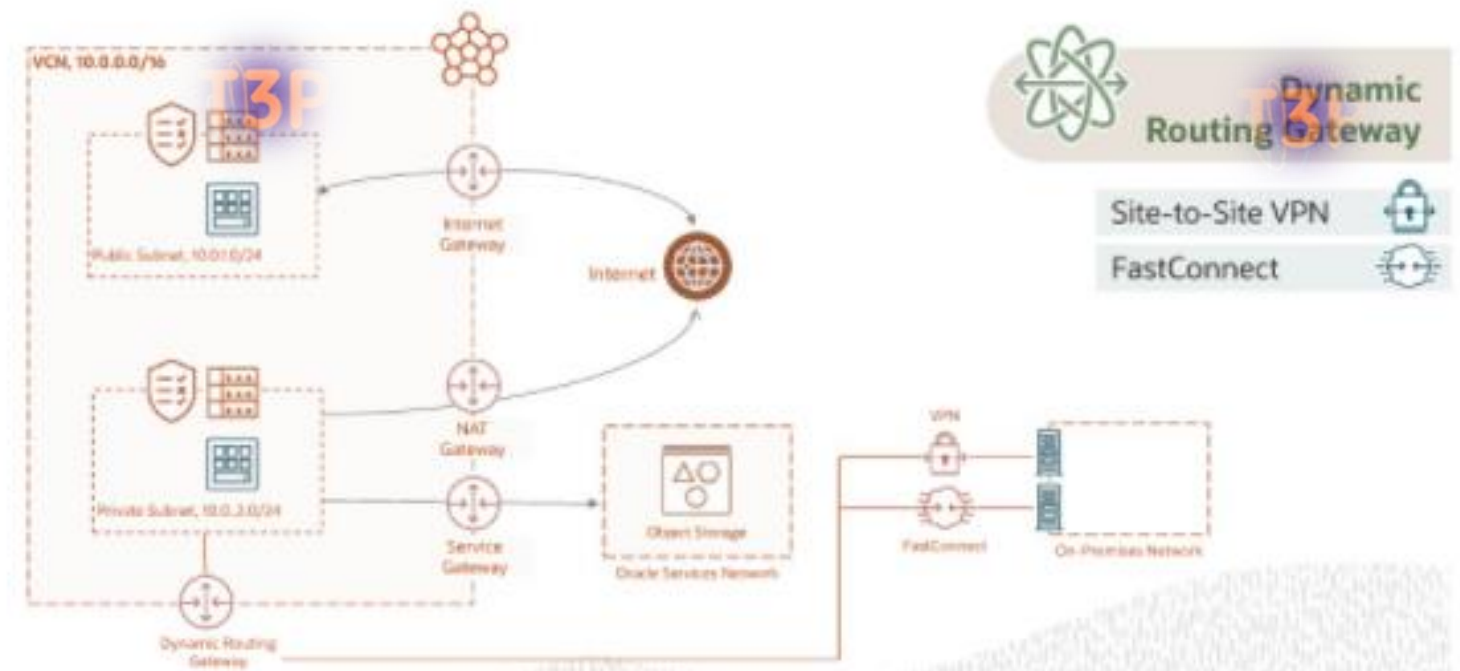 VCN, 10.0.0.0/16
T3P
Public Subnet, 10.0.1.0/24
Internet
Gateway
Internet
Private Subnet, 10.0..2.0/24
NAT
Gateway
Service
Gateway
Object Storage
Oracle Services Network
Dynamic Routing
Gateway
VPN
FastConnect
On-Premises Network
T3P
Dynamic
Routing Gateway
Site-to-Site VPN
FastConnect